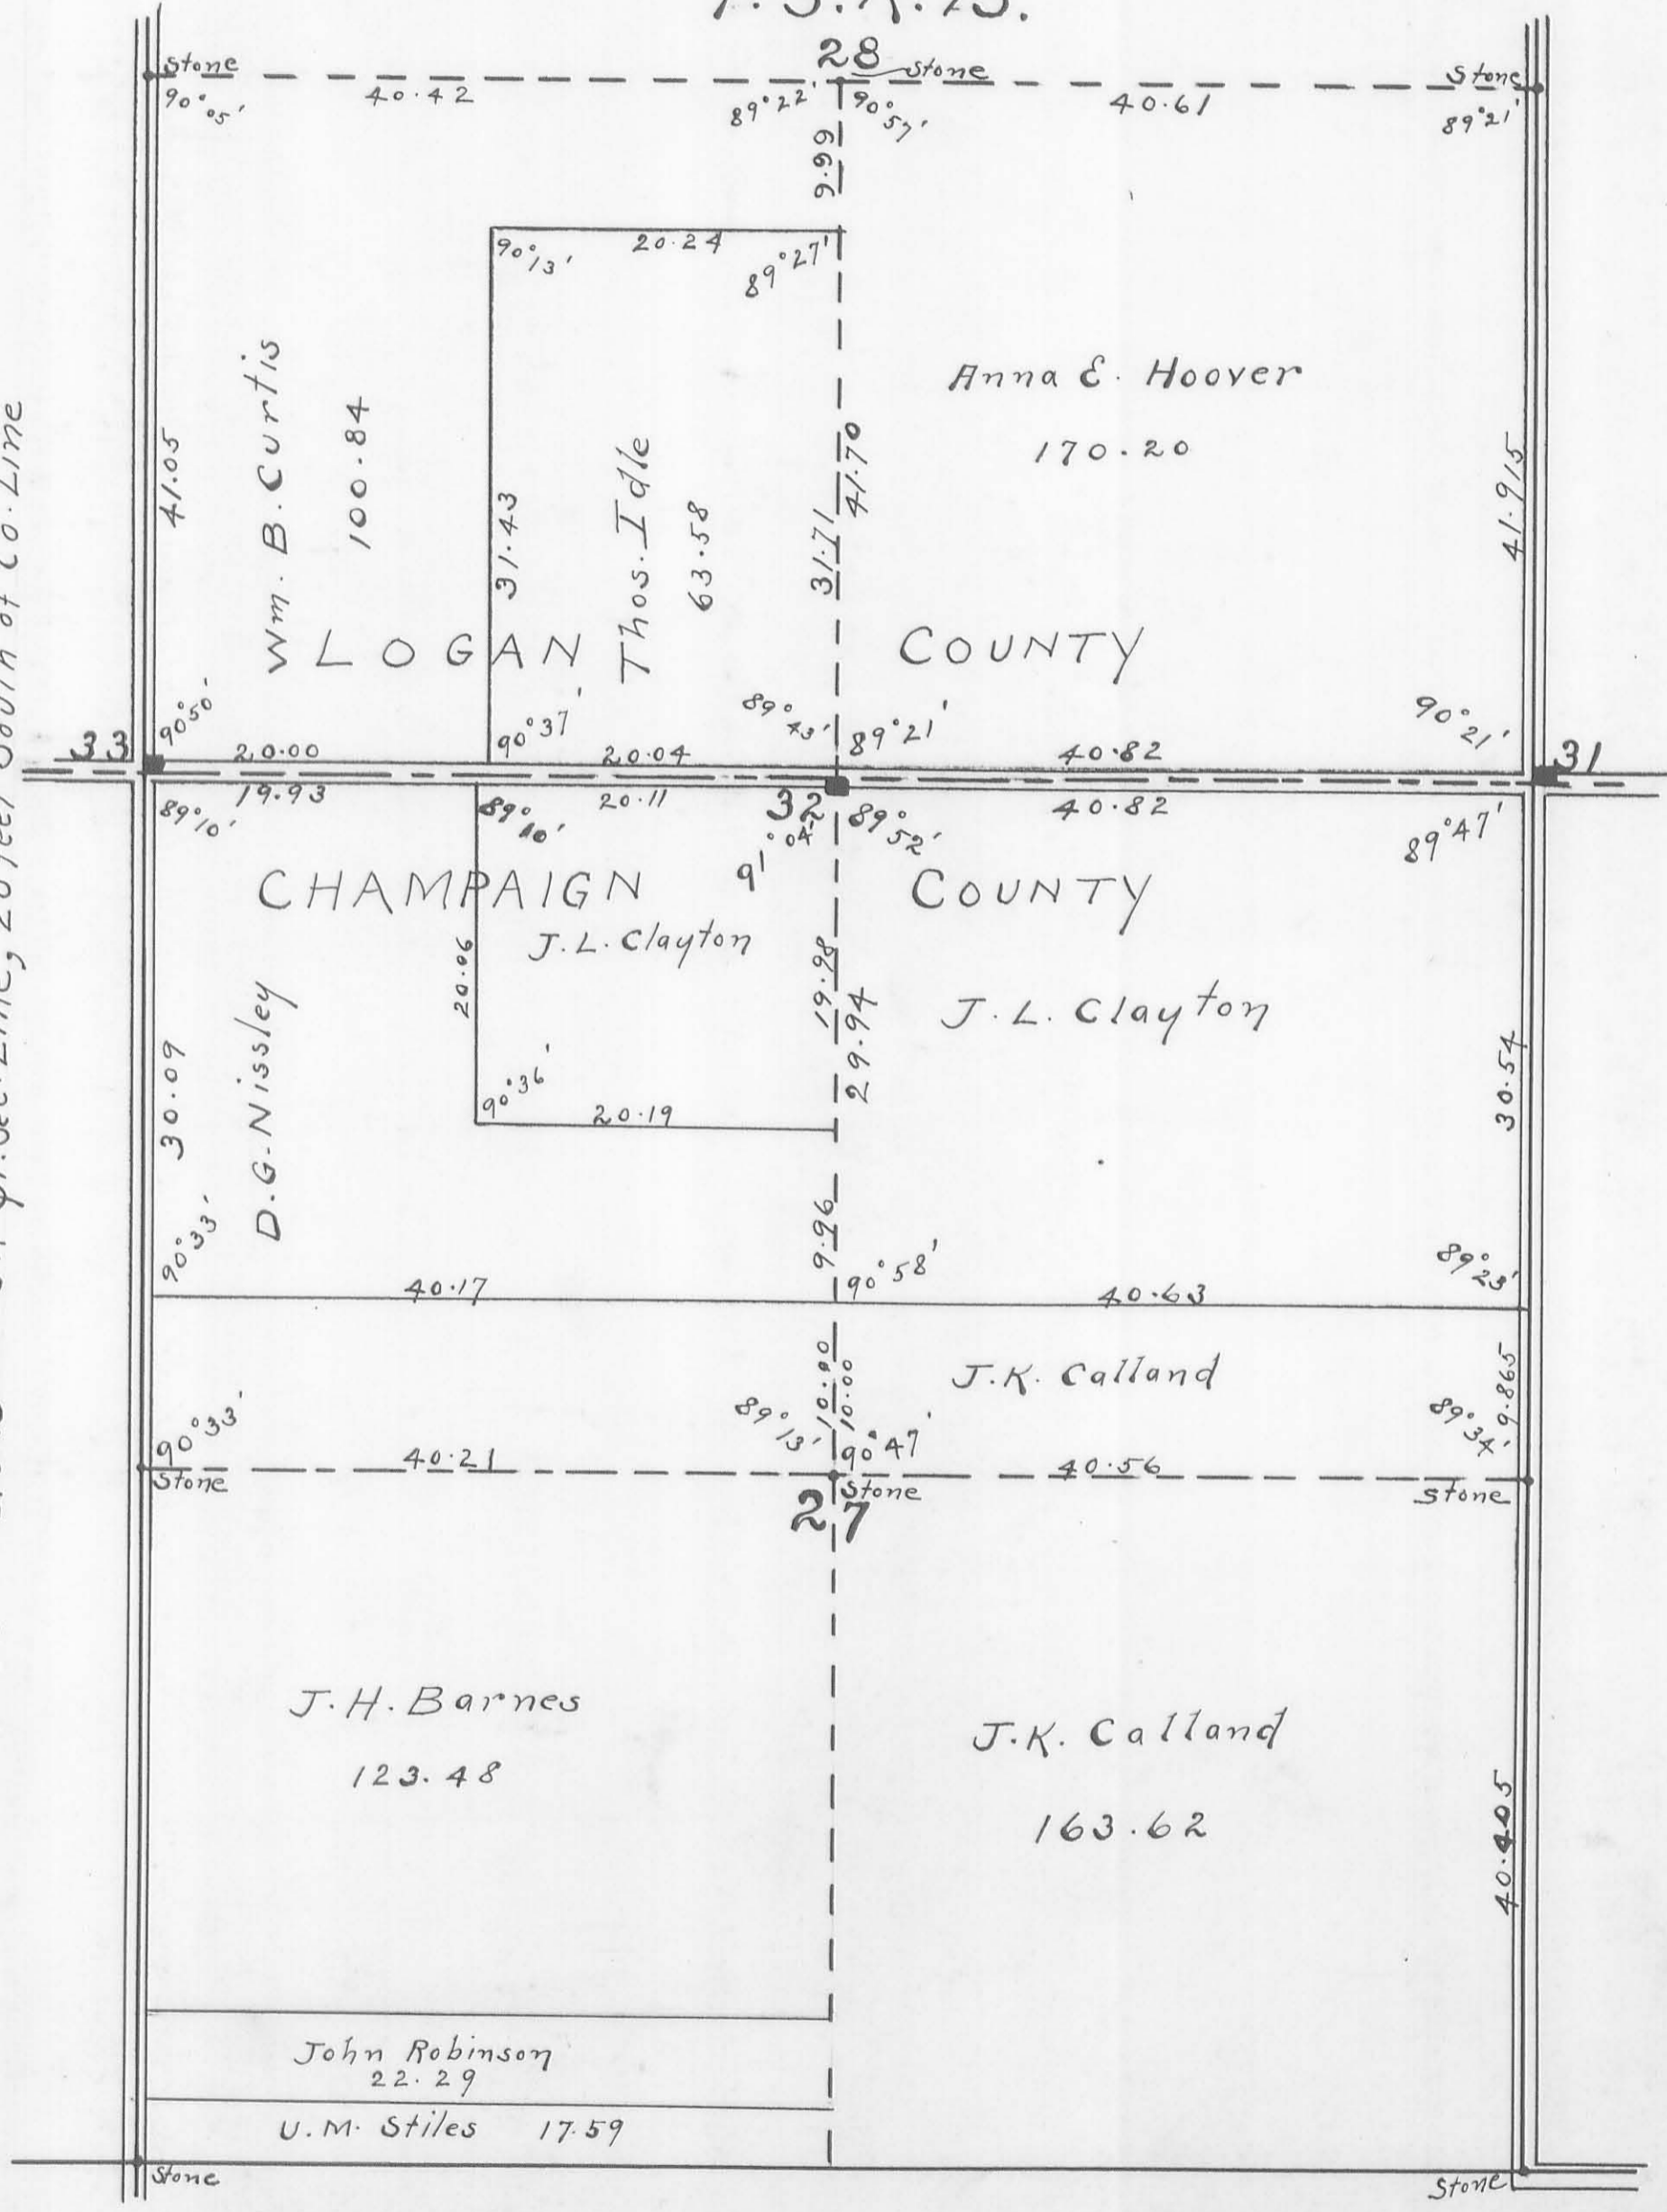 28
Stone
Stone
Stone
90°05'
40.42
89°22'
90°57'
40.61
89°21'
9.99
90°13'
20.24
89°27'
Wm. B. Curtis
100.84
41.05
31.43
Thos. Idle
63.58
31.71
41.70
Anna E. Hoover
170.20
41.915
LOGAN COUNTY
90°50'
90°37'
89°43'
89°21'
90°21'
33
20.00
20.04
40.82
31
19.93
20.11
32
40.82
89°10'
89°10'
91°04'
89°52'
89°47'
CHAMPAIGN COUNTY
J.L. Clayton
20.06
19.98
29.94
J.L. Clayton
D.G. Nissley
30.09
30.54
90°36'
20.19
9.96
90°33'
90°58'
89°23'
40.17
40.63
10.00
10.00
J.K. Calland
9.865
90°33'
89°13'
90°47'
89°34'
40.21
40.56
Stone
Stone
Stone
27
J.H. Barnes
123.48
J.K. Calland
163.62
40.405
John Robinson
22.29
U.M. Stiles 17.59
Stone
Stone
Line, 20 feet South of Co. Line